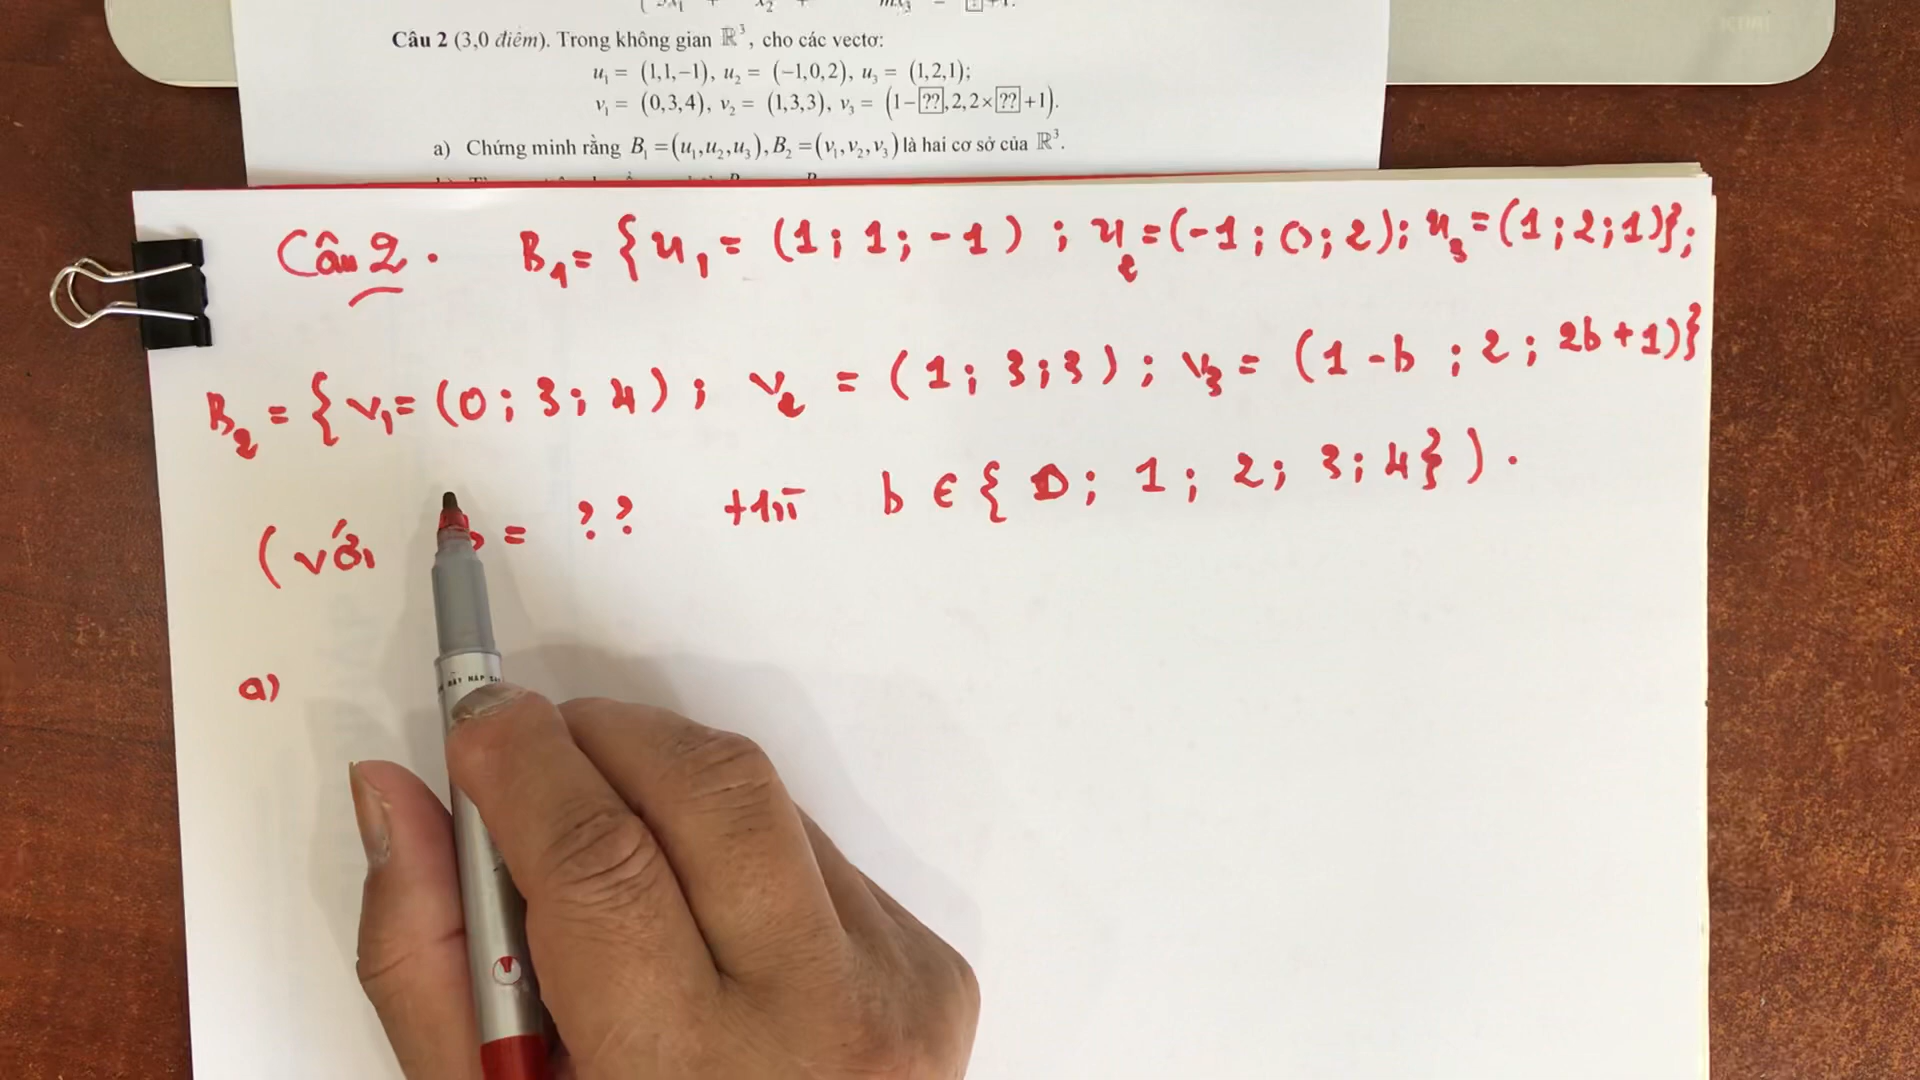 Câu 2 (3,0 điểm). Trong không gian ℝ³, cho các vectơ:
u₁ = (1,1,−1), u₂ = (−1,0,2), u₃ = (1,2,1);
v₁ = (0,3,4), v₂ = (1,3,3), v₃ = (1−??,2,2×??+1).
a) Chứng minh rằng B₁ = (u₁,u₂,u₃), B₂ = (v₁,v₂,v₃) là hai cơ sở của ℝ³.
Câu 2. B₁ = {u₁ = (1; 1; -1) ; u₂ = (-1; 0; 2); u₃ = (1; 2; 1)};
B₂ = {v₁ = (0; 3; 4); v₂ = (1; 3; 3); v₃ = (1-b ; 2; 2b+1)}
(với = ?? thì b ∈ {0; 1; 2; 3; 4}).
a)